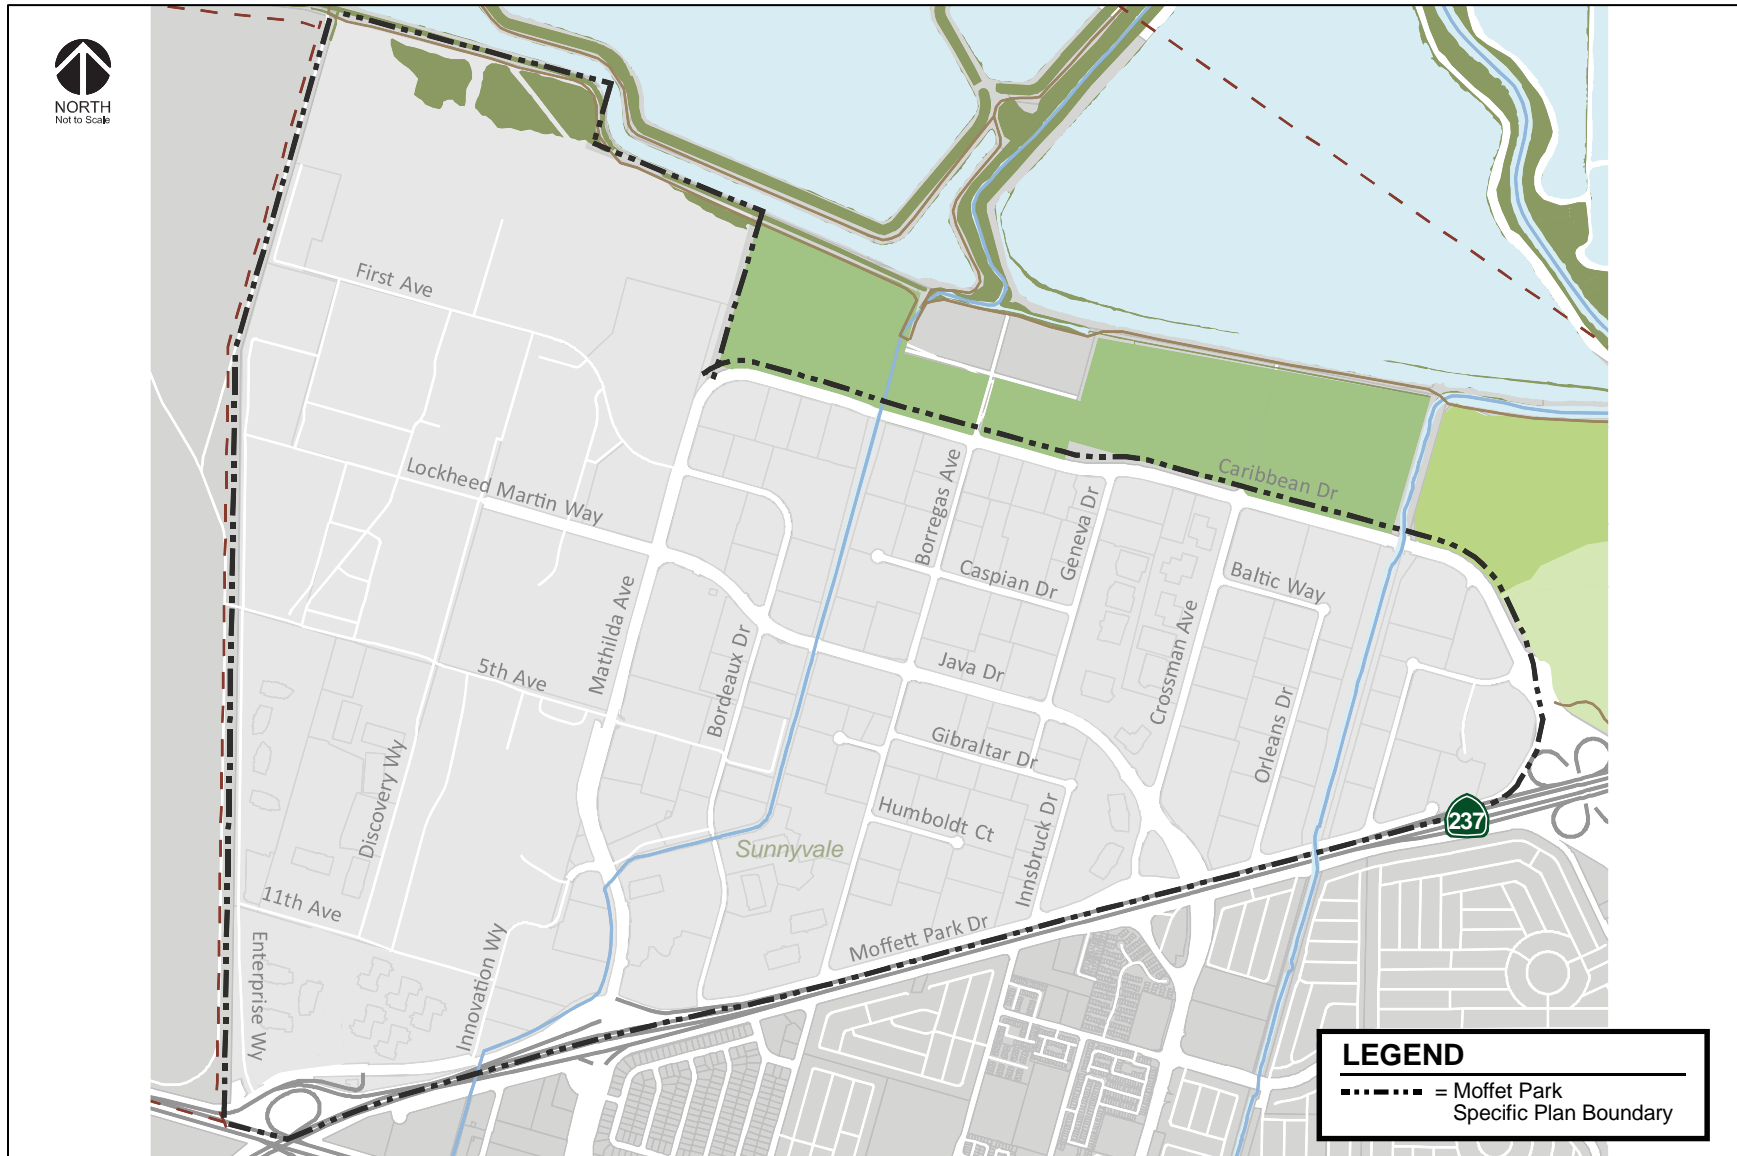 NORTH
Not to Scale
First Ave
Lockheed Martin Way
Caribbean Dr
Borregas Ave
Geneva Dr
Caspian Dr
Baltic Way
Mathilda Ave
Crossman Ave
Bordeaux Dr
Java Dr
5th Ave
Orleans Dr
Gibraltar Dr
Discovery Wy
Humboldt Ct
Innsbruck Dr
237
Sunnyvale
11th Ave
Moffett Park Dr
Enterprise Wy
Innovation Wy
LEGEND
= Moffet Park
Specific Plan Boundary